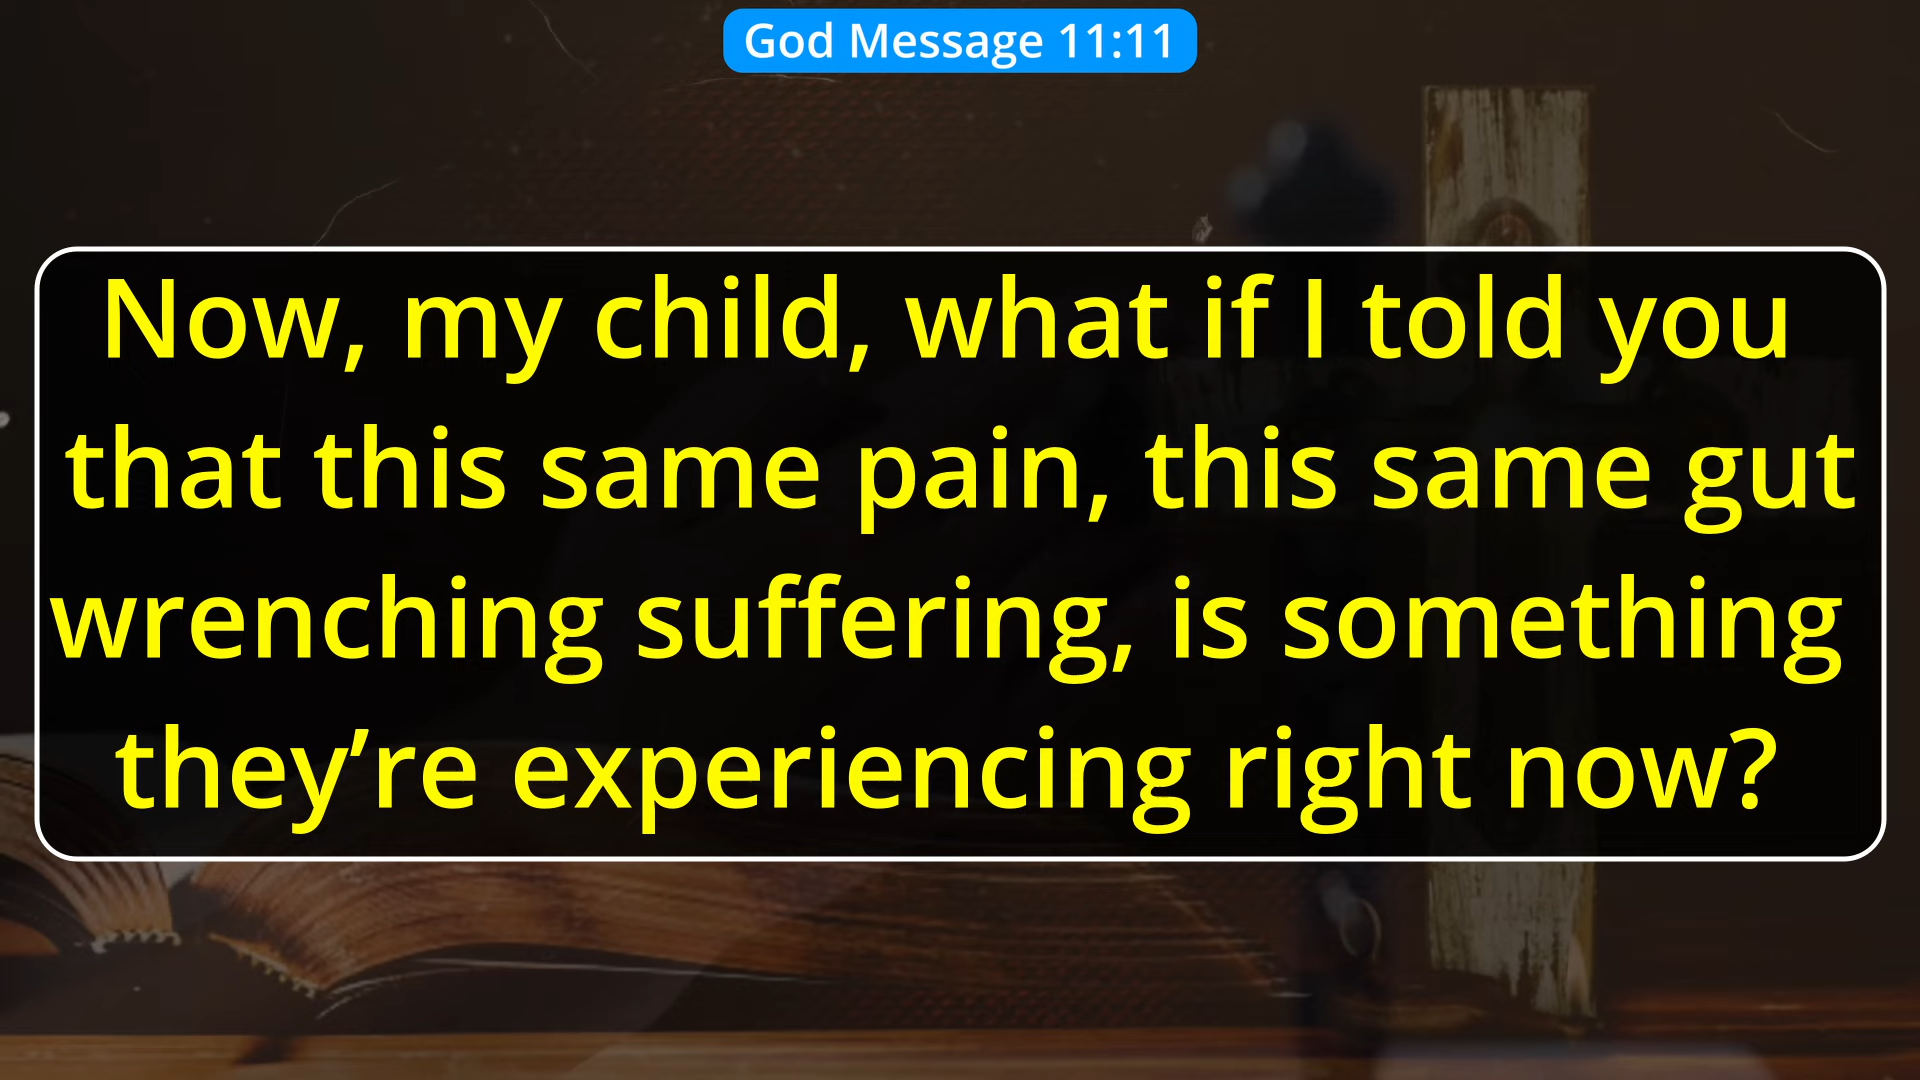 God Message 11:11
Now, my child, what if I told you
that this same pain, this same gut
wrenching suffering, is something
they’re experiencing right now?